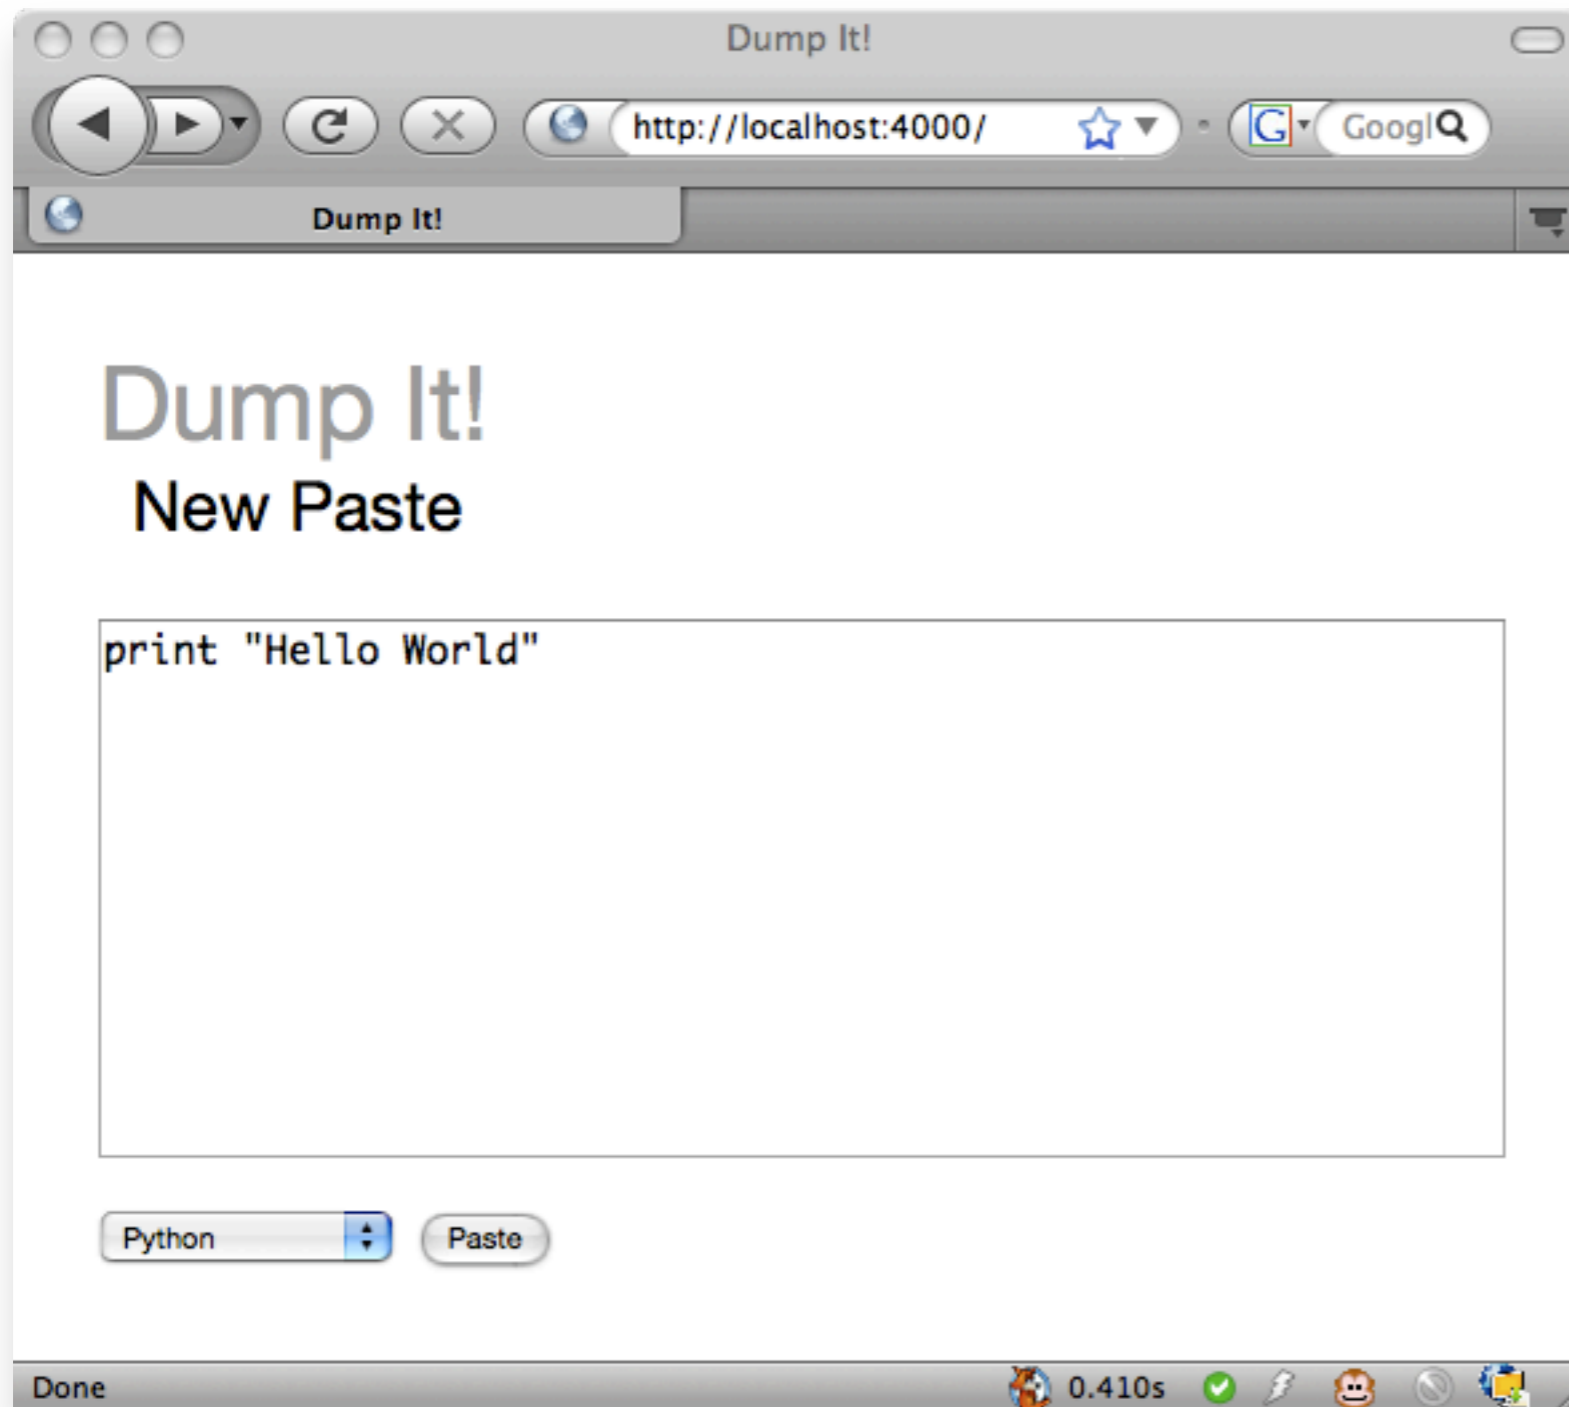 Dump It!
http://localhost:4000/
G Googl
Dump It!
Dump It!
New Paste
print "Hello World"
Python Paste
Done 0.410s